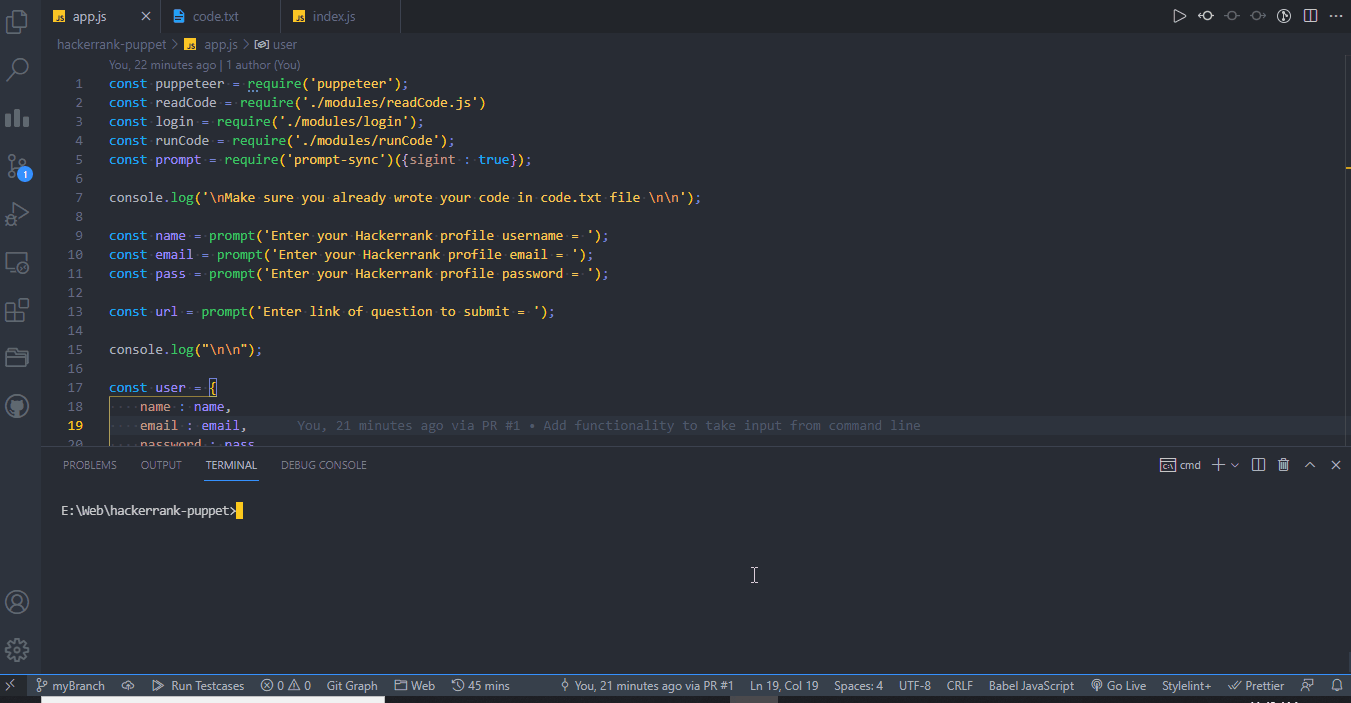 JS app.js code.txt JS index.js
hackerrank-puppet > JS app.js > user
You, 22 minutes ago | 1 author (You)
1 const puppeteer = require('puppeteer');
2 const readCode = require('./modules/readCode.js')
3 const login = require('./modules/login');
4 const runCode = require('./modules/runCode');
5 const prompt = require('prompt-sync')({sigint : true});
6
7 console.log('\nMake sure you already wrote your code in code.txt file \n\n');
8
9 const name = prompt('Enter your Hackerrank profile username = ');
10 const email = prompt('Enter your Hackerrank profile email = ');
11 const pass = prompt('Enter your Hackerrank profile password = ');
12
13 const url = prompt('Enter link of question to submit = ');
14
15 console.log("\n\n");
16
17 const user = {
18 name : name,
19 email : email, You, 21 minutes ago via PR #1 • Add functionality to take input from command line
20 password : pass
1
PROBLEMS OUTPUT TERMINAL DEBUG CONSOLE cmd
E:\Web\hackerrank-puppet>
myBranch Run Testcases 0 0 Git Graph Web 45 mins You, 21 minutes ago via PR #1 Ln 19, Col 19 Spaces: 4 UTF-8 CRLF Babel JavaScript Go Live Stylelint+ Prettier